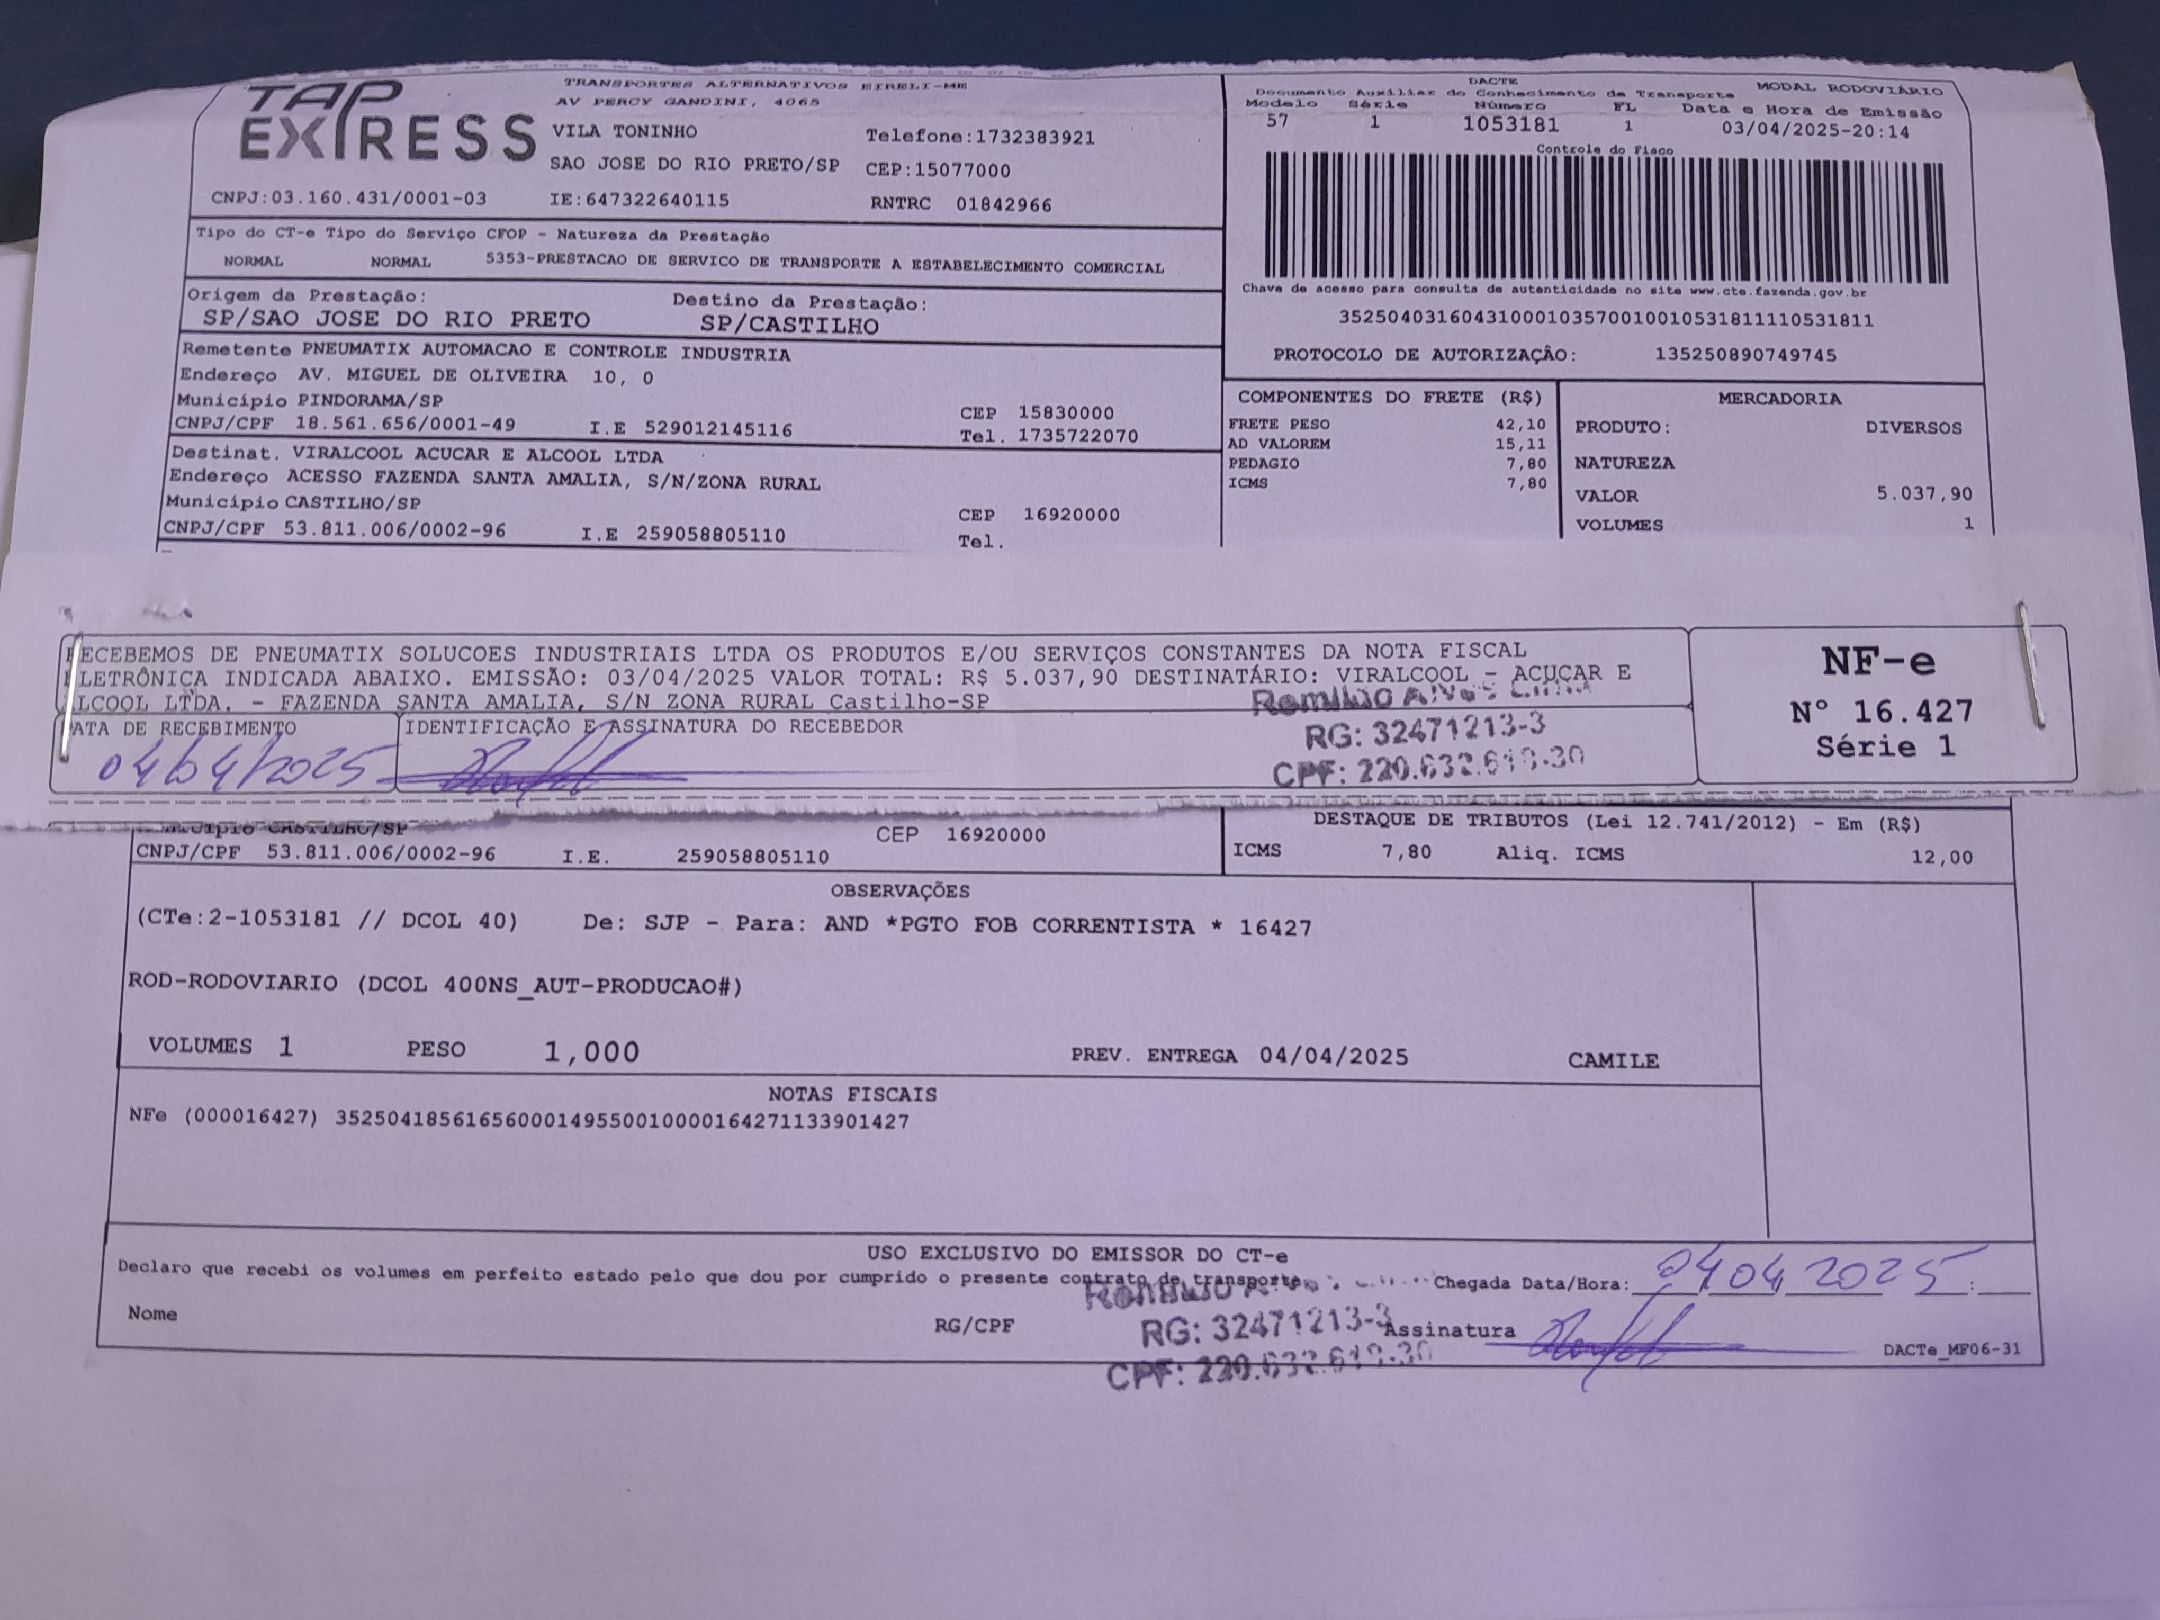 TAP EXPRESS
TRANSPORTES ALTERNATIVOS EIRELI-ME
AV PERCY GANDINI, 4065
VILA TONINHO Telefone:1732383921
SAO JOSE DO RIO PRETO/SP CEP:15077000
CNPJ:03.160.431/0001-03 IE:647322640115 RNTRC 01842966
Tipo do CT-e Tipo do Serviço CFOP - Natureza da Prestação
NORMAL NORMAL 5353-PRESTACAO DE SERVICO DE TRANSPORTE A ESTABELECIMENTO COMERCIAL
Origem da Prestação: Destino da Prestação:
SP/SAO JOSE DO RIO PRETO SP/CASTILHO
Remetente PNEUMATIX AUTOMACAO E CONTROLE INDUSTRIA
Endereço AV. MIGUEL DE OLIVEIRA 10, 0
Município PINDORAMA/SP CEP 15830000
CNPJ/CPF 18.561.656/0001-49 I.E 529012145116 Tel. 1735722070
Destinat. VIRALCOOL ACUCAR E ALCOOL LTDA
Endereço ACESSO FAZENDA SANTA AMALIA, S/N/ZONA RURAL
Município CASTILHO/SP CEP 16920000
CNPJ/CPF 53.811.006/0002-96 I.E 259058805110 Tel.
DACTE MODAL RODOVIÁRIO
Documento Auxiliar do Conhecimento de Transporte
Modelo Série Número FL Data e Hora de Emissão
57 1 1053181 1 03/04/2025-20:14
Controle do Fisco
Chave de acesso para consulta de autenticidade no site www.cte.fazenda.gov.br
35250403160431000103570010010531811110531811
PROTOCOLO DE AUTORIZAÇÂO: 135250890749745
COMPONENTES DO FRETE (R$)
FRETE PESO 42,10
AD VALOREM 15,11
PEDAGIO 7,80
ICMS 7,80
MERCADORIA
PRODUTO: DIVERSOS
NATUREZA
VALOR 5.037,90
VOLUMES 1
RECEBEMOS DE PNEUMATIX SOLUCOES INDUSTRIAIS LTDA OS PRODUTOS E/OU SERVIÇOS CONSTANTES DA NOTA FISCAL
ELETRÔNICA INDICADA ABAIXO. EMISSÃO: 03/04/2025 VALOR TOTAL: R$ 5.037,90 DESTINATÁRIO: VIRALCOOL - AÇUCAR E
ALCOOL LTDA. - FAZENDA SANTA AMALIA, S/N ZONA RURAL Castilho-SP
DATA DE RECEBIMENTO IDENTIFICAÇÃO E ASSINATURA DO RECEBEDOR
04/04/2025
RG: 32471213-3
CPF: 220.632.618-30
NF-e
N° 16.427
Série 1
Município CASTILHO/SP CEP 16920000
CNPJ/CPF 53.811.006/0002-96 I.E. 259058805110
DESTAQUE DE TRIBUTOS (Lei 12.741/2012) - Em (R$)
ICMS 7,80 Aliq. ICMS 12,00
OBSERVAÇÕES
(CTe:2-1053181 // DCOL 40) De: SJP - Para: AND *PGTO FOB CORRENTISTA * 16427
ROD-RODOVIARIO (DCOL 400NS_AUT-PRODUCAO#)
VOLUMES 1 PESO 1,000 PREV. ENTREGA 04/04/2025 CAMILE
NOTAS FISCAIS
NFe (000016427) 35250418561656000149550010000164271133901427
USO EXCLUSIVO DO EMISSOR DO CT-e
Declaro que recebi os volumes em perfeito estado pelo que dou por cumprido o presente contrato de transporte. Chegada Data/Hora: 04 04 2025
Nome RG/CPF Assinatura
RG: 32471213-3
DACTe_MF06-31